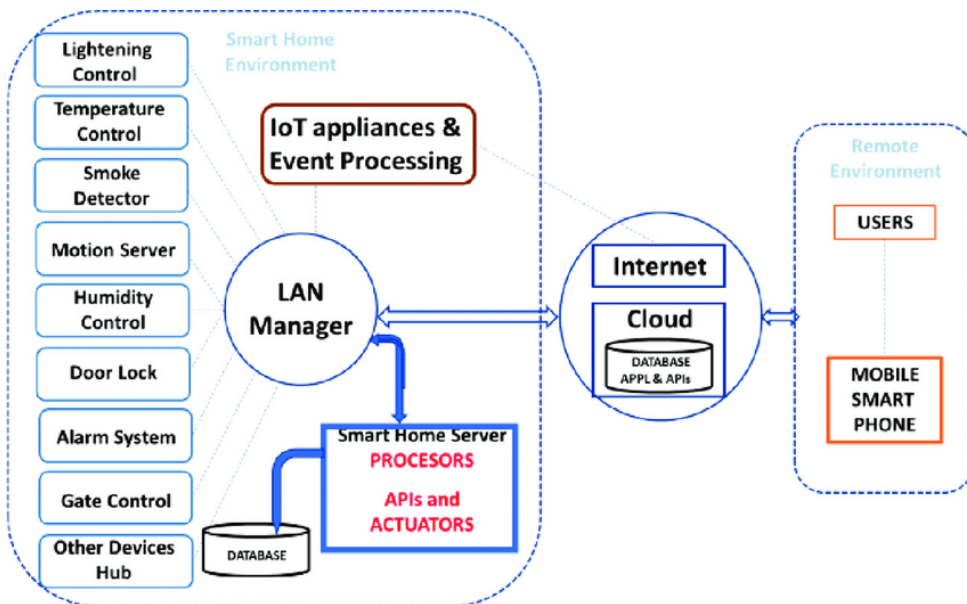 Smart Home
Environment
Lightening
Control
Temperature
Control
Smoke
Detector
Motion Server
Humidity
Control
Door Lock
Alarm System
Gate Control
Other Devices
Hub
IoT appliances &
Event Processing
LAN
Manager
Smart Home Server
PROCESORS
APIs and
ACTUATORS
DATABASE
Internet
Cloud
DATABASE
APPL & APIs
Remote
Environment
USERS
MOBILE
SMART
PHONE